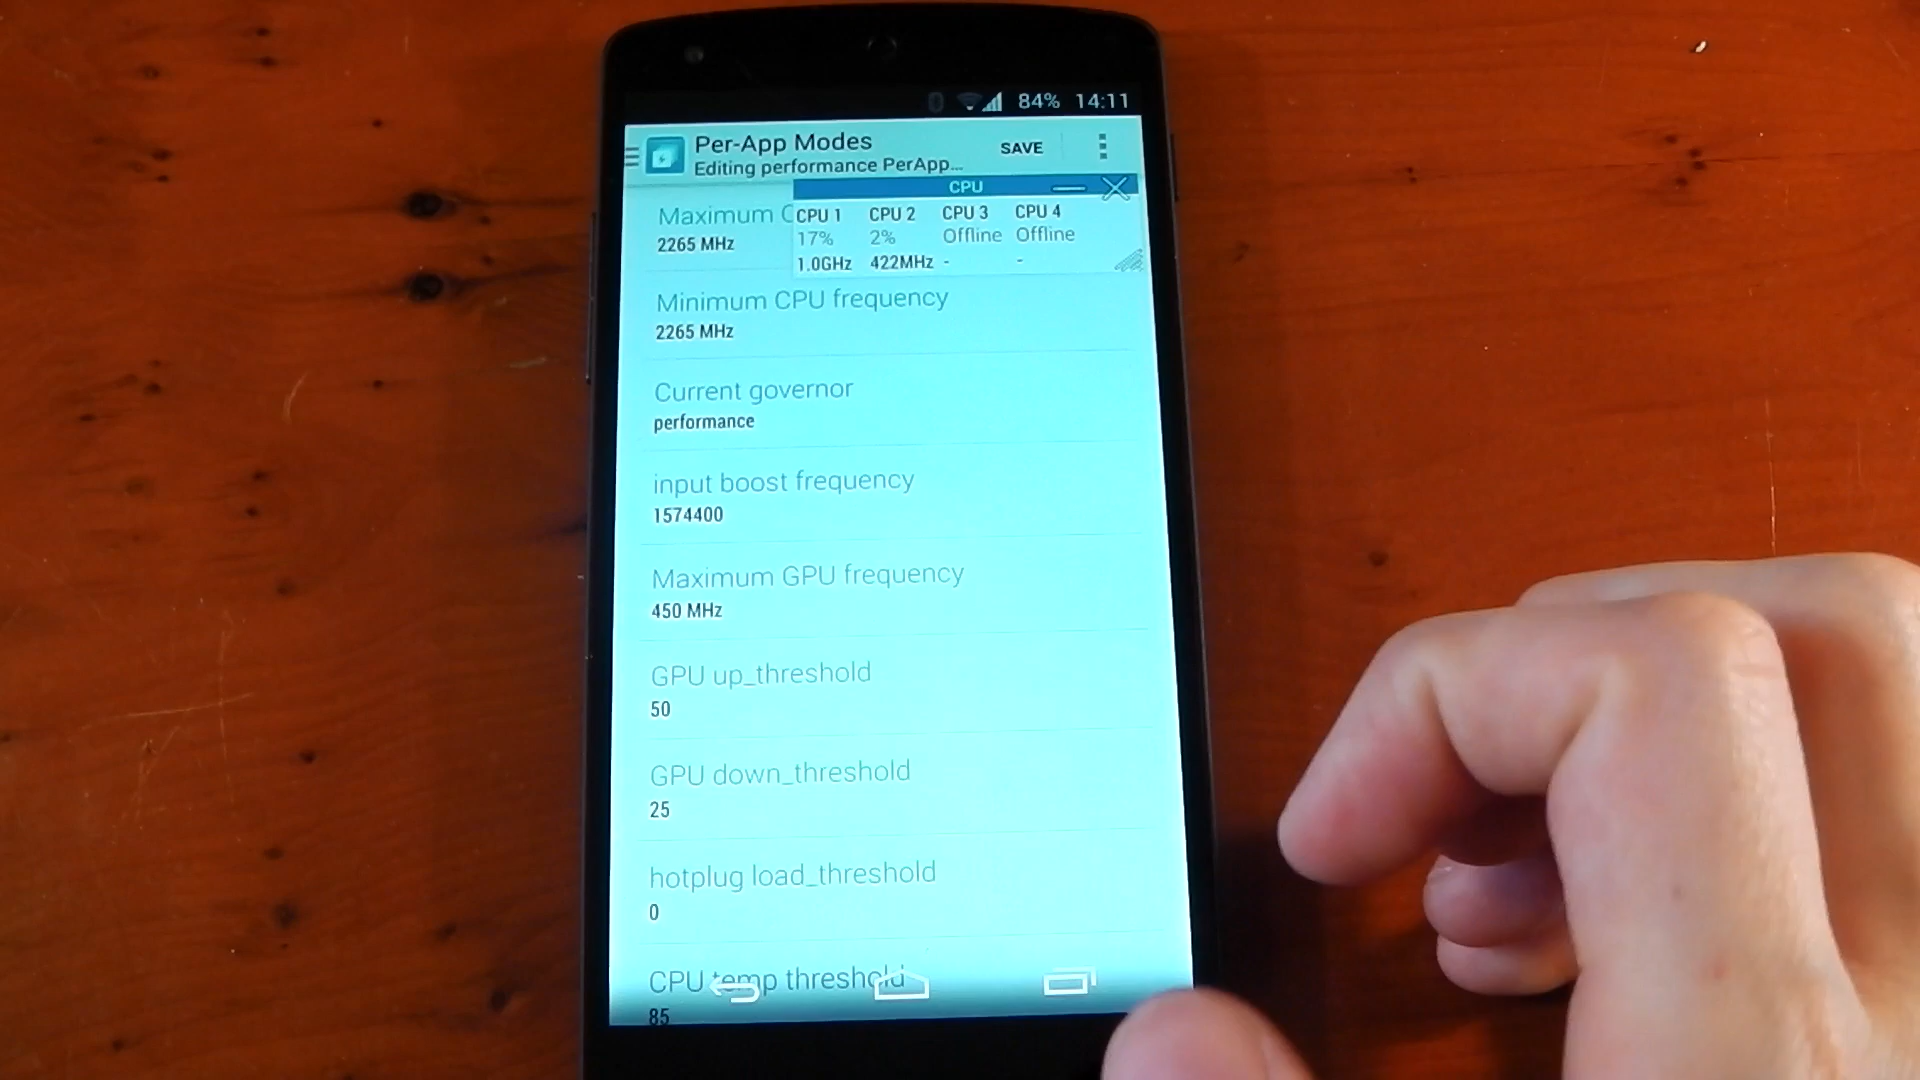 84% 14:11
Per-App Modes
Editing performance PerApp...
SAVE
CPU
Maximum C
2265 MHz
CPU 1 CPU 2 CPU 3 CPU 4
17% 2% Offline Offline
1.0GHz 422MHz - -
Minimum CPU frequency
2265 MHz
Current governor
performance
input boost frequency
1574400
Maximum GPU frequency
450 MHz
GPU up_threshold
50
GPU down_threshold
25
hotplug load_threshold
0
CPU temp threshold
85